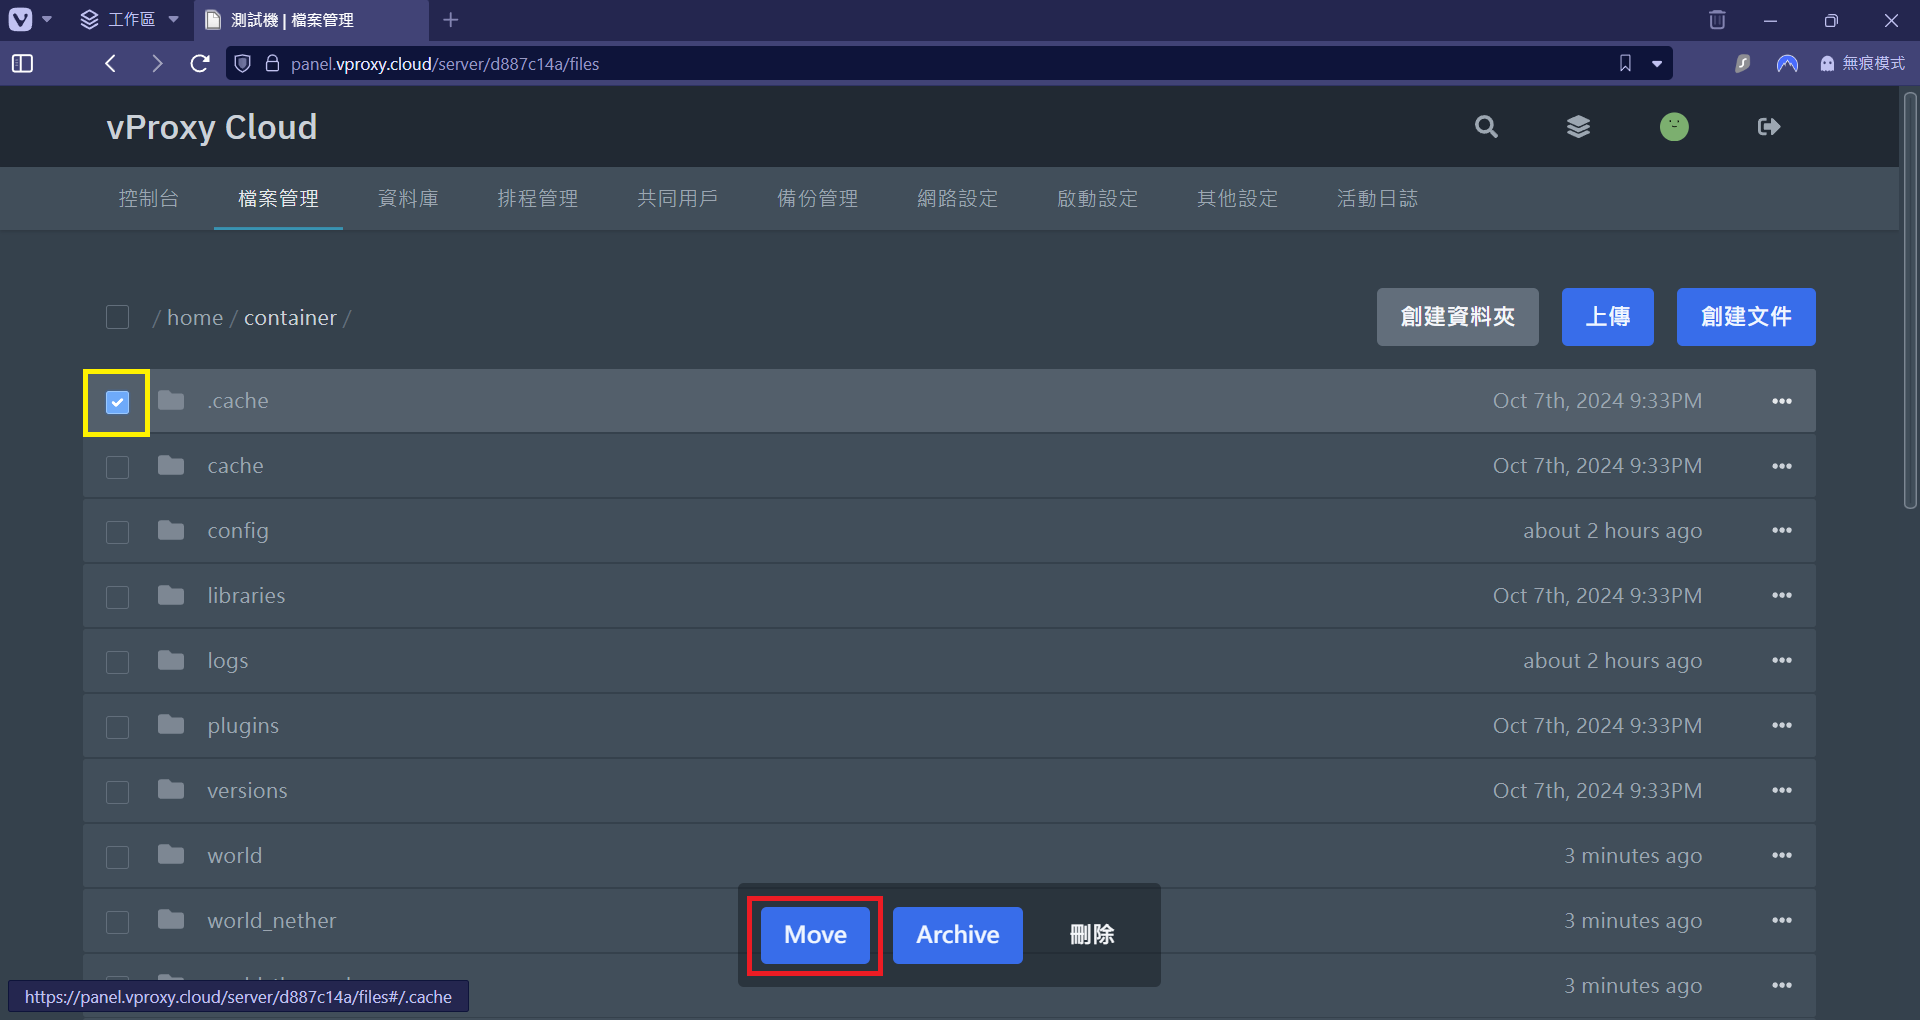 工作區
測試機 | 檔案管理
panel.vproxy.cloud/server/d887c14a/files
無痕模式
vProxy Cloud
控制台 檔案管理 資料庫 排程管理 共同用戶 備份管理 網路設定 啟動設定 其他設定 活動日誌
/ home / container /
創建資料夾 上傳 創建文件
.cache Oct 7th, 2024 9:33PM
cache Oct 7th, 2024 9:33PM
config about 2 hours ago
libraries Oct 7th, 2024 9:33PM
logs about 2 hours ago
plugins Oct 7th, 2024 9:33PM
versions Oct 7th, 2024 9:33PM
world 3 minutes ago
world_nether 3 minutes ago
3 minutes ago
Move Archive 刪除
https://panel.vproxy.cloud/server/d887c14a/files#/.cache